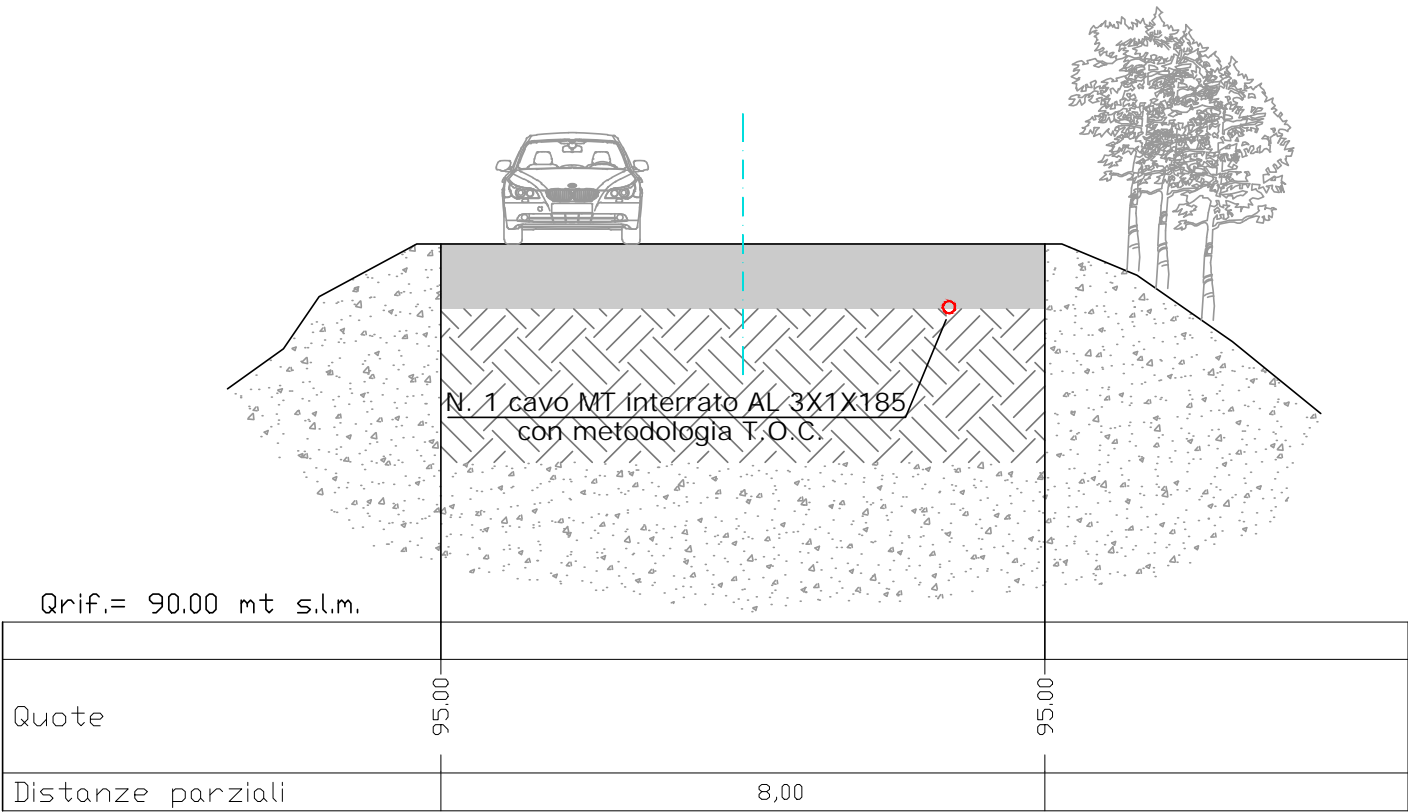 N. 1 cavo MT interrato AL 3X1X185
con metodologia T.O.C.
Qrif.= 90.00 mt s.l.m.
Quote
95.00
95.00
Distanze parziali
8,00